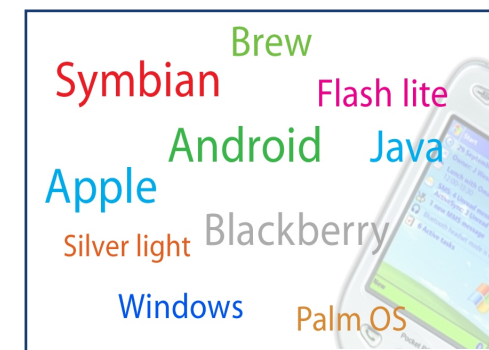 Brew
Symbian
Flash lite
Android
Java
Apple
Blackberry
Silver light
Windows
Palm OS